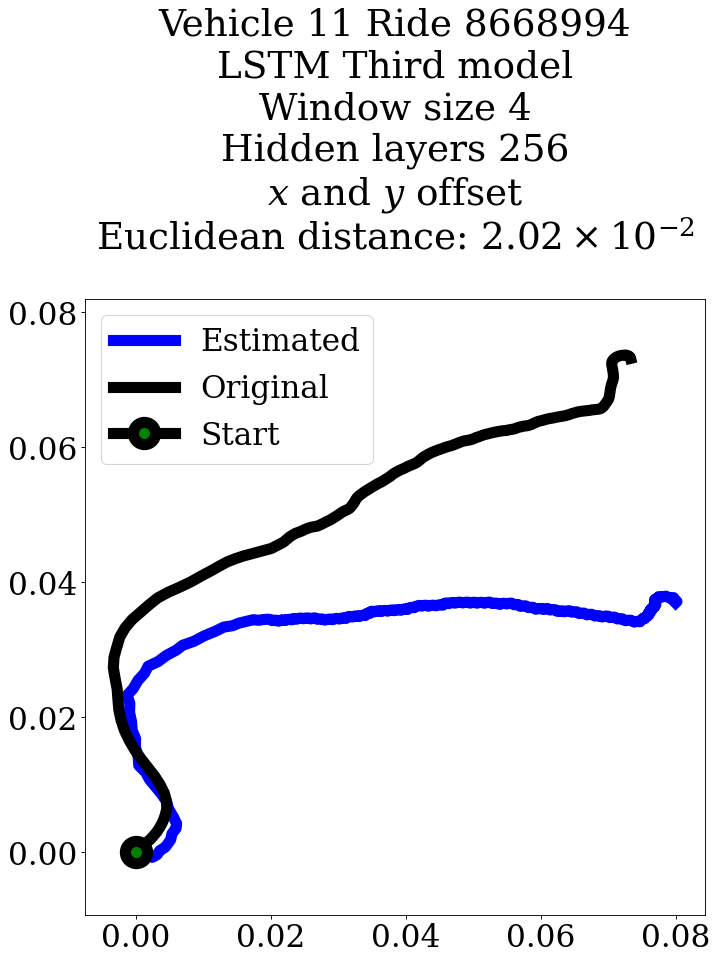 Vehicle 11 Ride 8668994
LSTM Third model
Window size 4
Hidden layers 256
x and y offset
Euclidean distance: 2.02 × 10⁻²
Estimated
Original
Start
0.08
0.06
0.04
0.02
0.00
0.00 0.02 0.04 0.06 0.08